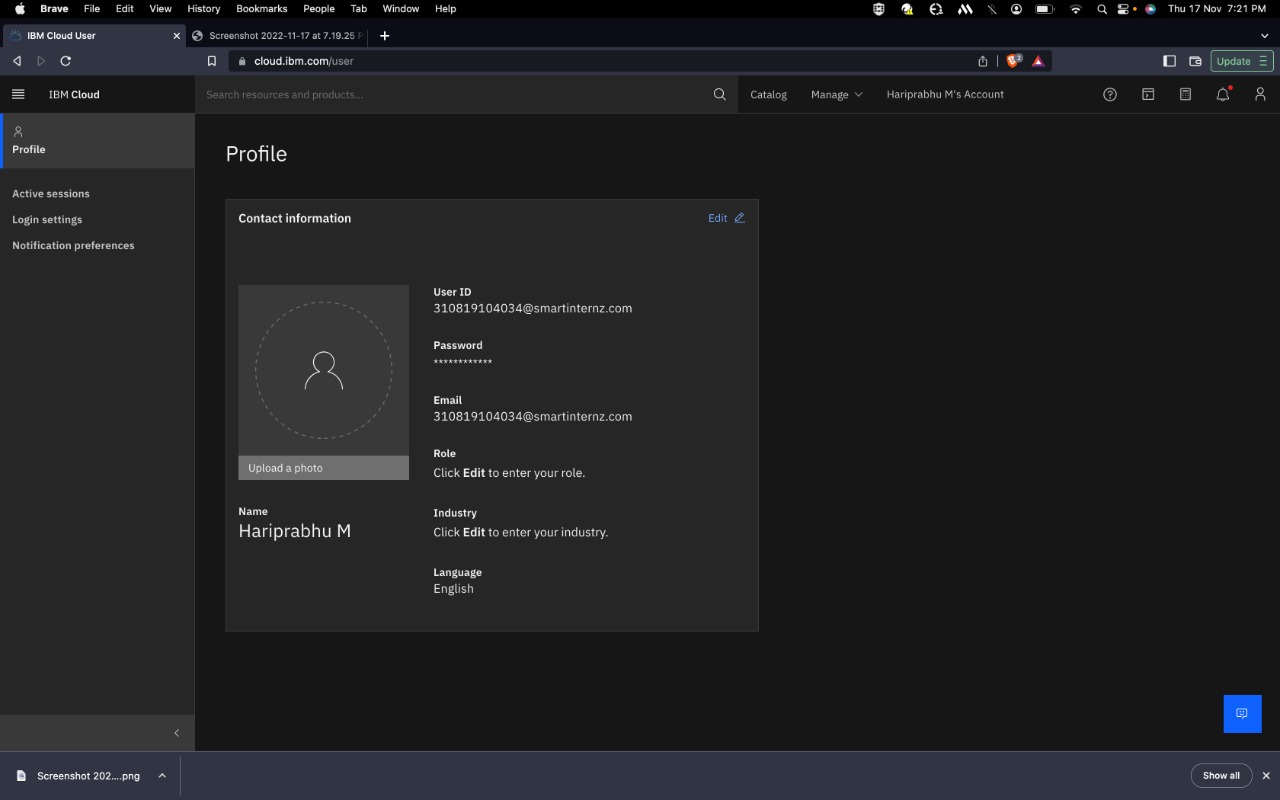 Brave File Edit View History Bookmarks People Tab Window Help Thu 17 Nov 7:21 PM
IBM Cloud User Screenshot 2022-11-17 at 7.19.25 P
cloud.ibm.com/user Update
IBM Cloud Search resources and products... Catalog Manage Hariprabhu M's Account
Profile
Active sessions
Login settings
Notification preferences
Profile
Contact information Edit
Upload a photo
Name
Hariprabhu M
User ID
310819104034@smartinternz.com
Password
************
Email
310819104034@smartinternz.com
Role
Click Edit to enter your role.
Industry
Click Edit to enter your industry.
Language
English
Screenshot 202....png Show all